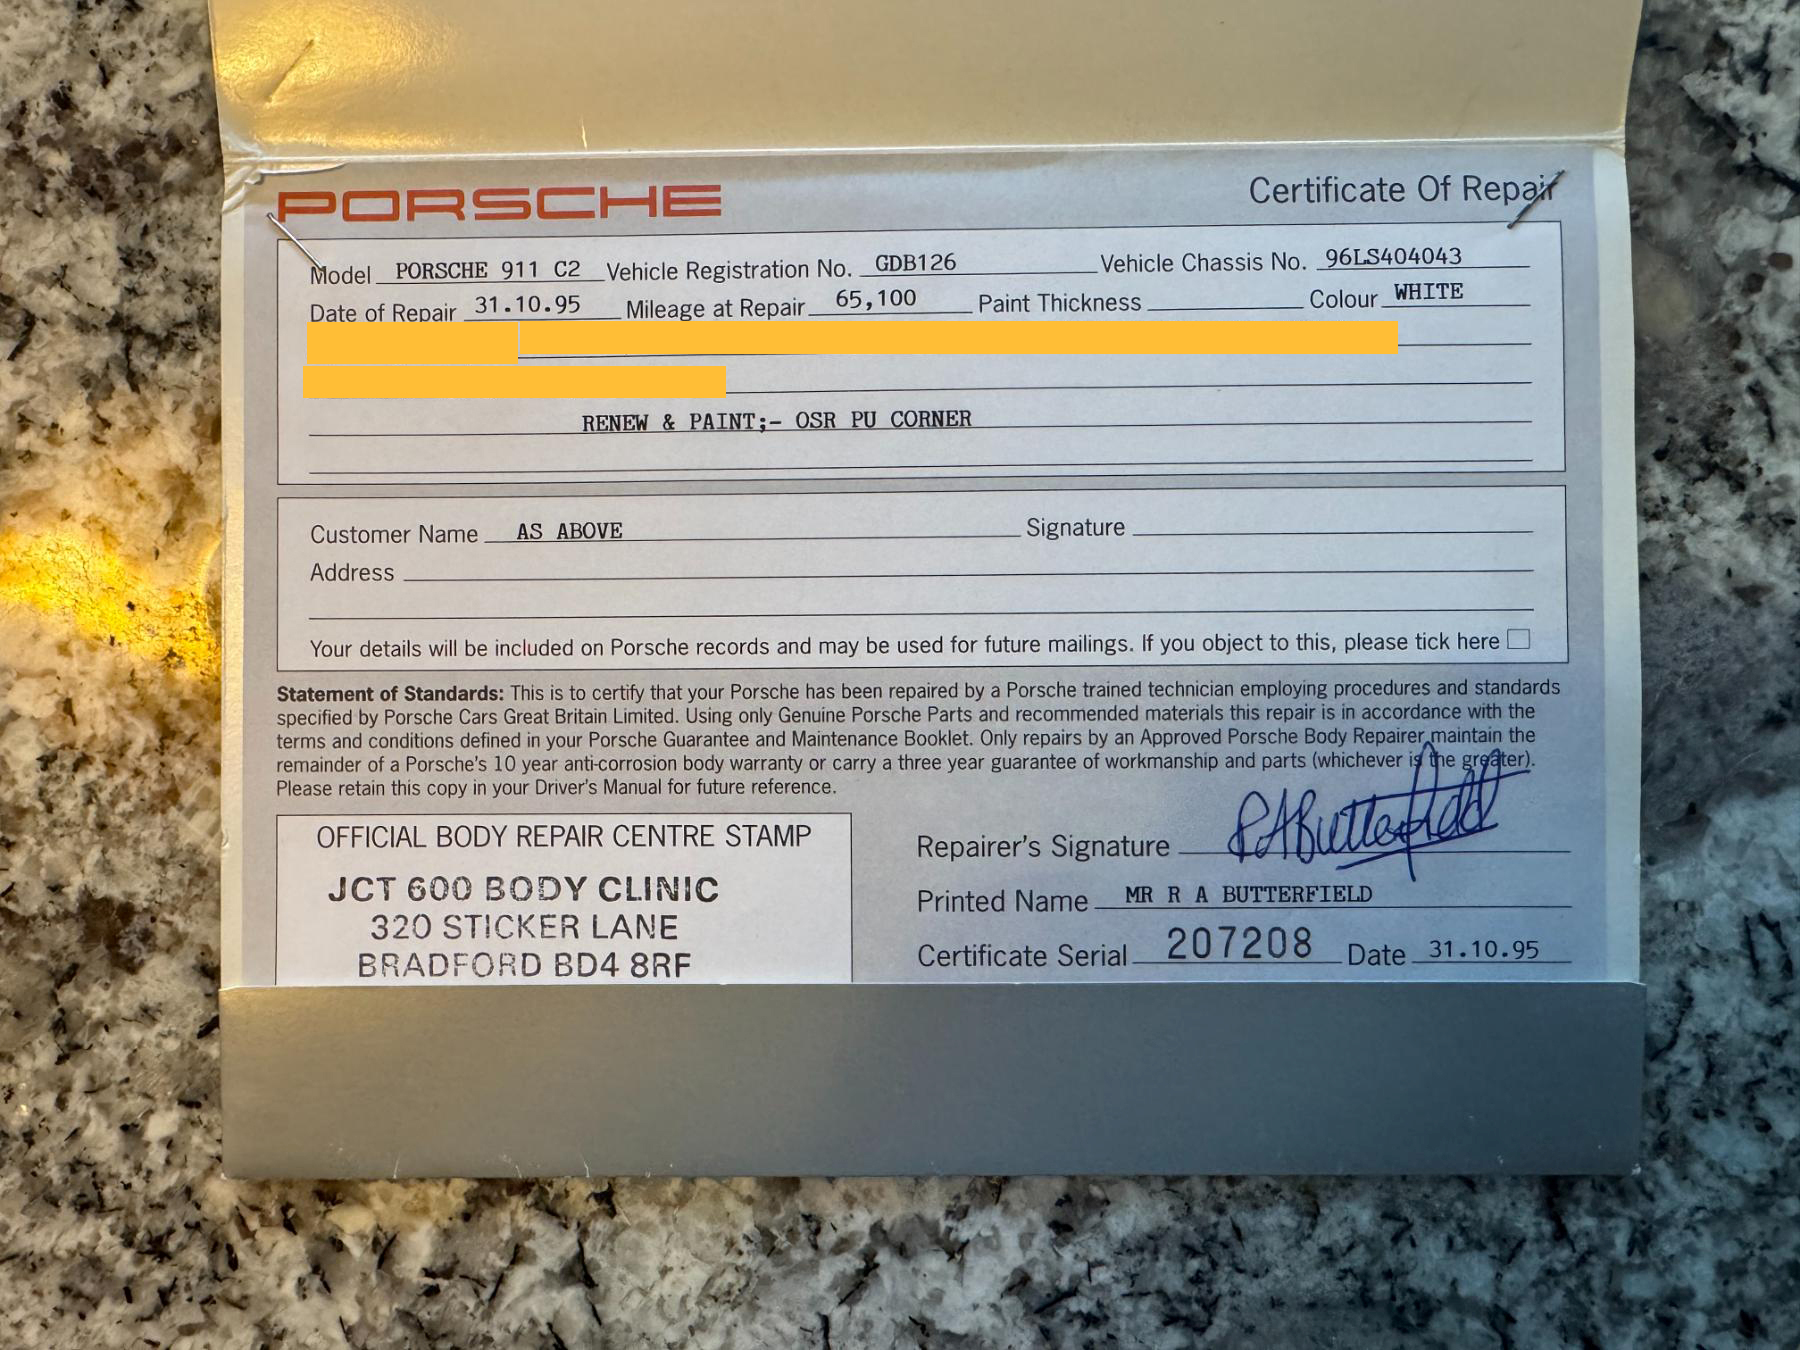 PORSCHE Certificate Of Repair
Model PORSCHE 911 C2 Vehicle Registration No. GDB126 Vehicle Chassis No. 96LS404043
Date of Repair 31.10.95 Mileage at Repair 65,100 Paint Thickness Colour WHITE
RENEW & PAINT;- OSR PU CORNER
Customer Name AS ABOVE Signature
Address
Your details will be included on Porsche records and may be used for future mailings. If you object to this, please tick here
Statement of Standards: This is to certify that your Porsche has been repaired by a Porsche trained technician employing procedures and standards
specified by Porsche Cars Great Britain Limited. Using only Genuine Porsche Parts and recommended materials this repair is in accordance with the
terms and conditions defined in your Porsche Guarantee and Maintenance Booklet. Only repairs by an Approved Porsche Body Repairer maintain the
remainder of a Porsche's 10 year anti-corrosion body warranty or carry a three year guarantee of workmanship and parts (whichever is the greater).
Please retain this copy in your Driver's Manual for future reference.
OFFICIAL BODY REPAIR CENTRE STAMP
JCT 600 BODY CLINIC
320 STICKER LANE
BRADFORD BD4 8RF
Repairer's Signature RABButterfield
Printed Name MR R A BUTTERFIELD
Certificate Serial 207208 Date 31.10.95